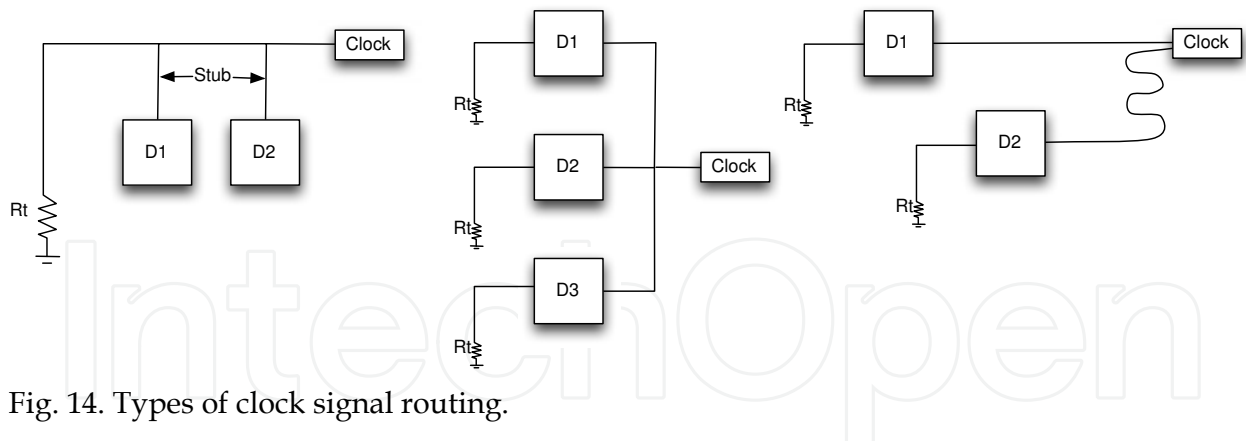 Clock
Stub
D1
D2
Rt
D1
Rt
D2
Clock
Rt
D3
Rt
D1
Clock
Rt
D2
Rt
IntechOpen
Fig. 14. Types of clock signal routing.